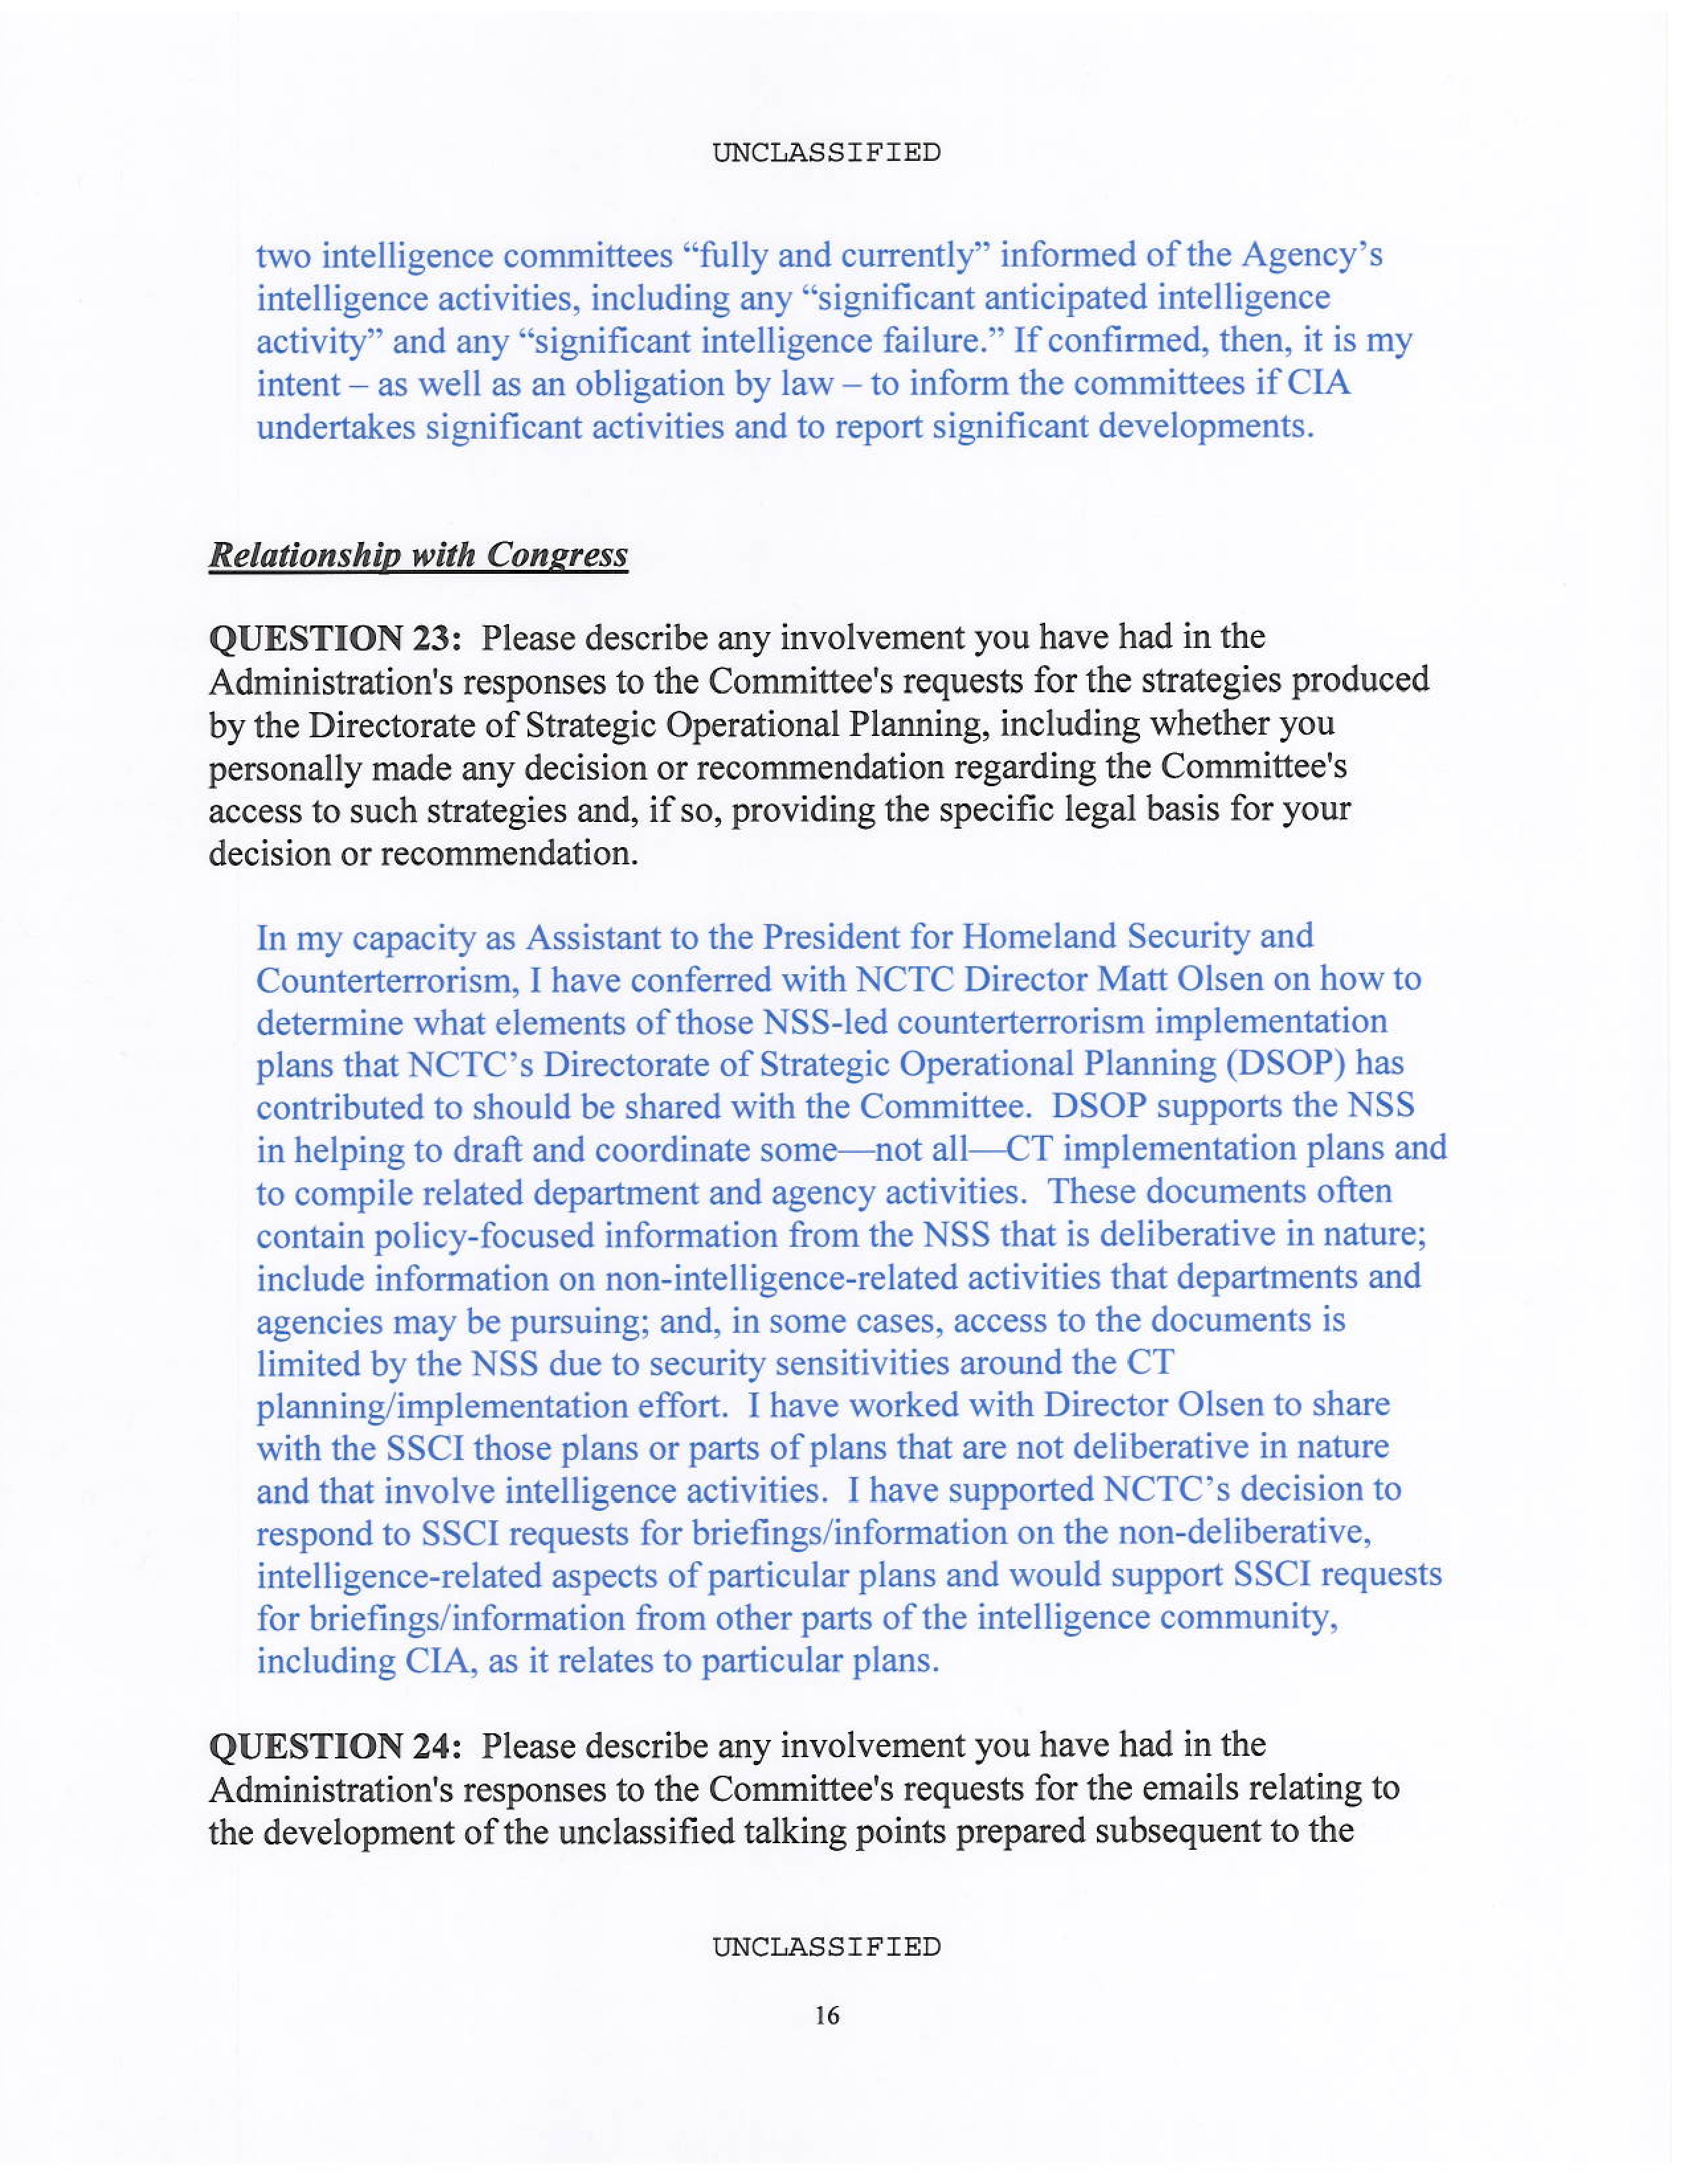 UNCLASSIFIED
two intelligence committees “fully and currently” informed of the Agency’s
intelligence activities, including any “significant anticipated intelligence
activity” and any “significant intelligence failure.” If confirmed, then, it is my
intent – as well as an obligation by law – to inform the committees if CIA
undertakes significant activities and to report significant developments.
Relationship with Congress
QUESTION 23: Please describe any involvement you have had in the
Administration's responses to the Committee's requests for the strategies produced
by the Directorate of Strategic Operational Planning, including whether you
personally made any decision or recommendation regarding the Committee's
access to such strategies and, if so, providing the specific legal basis for your
decision or recommendation.
In my capacity as Assistant to the President for Homeland Security and
Counterterrorism, I have conferred with NCTC Director Matt Olsen on how to
determine what elements of those NSS-led counterterrorism implementation
plans that NCTC’s Directorate of Strategic Operational Planning (DSOP) has
contributed to should be shared with the Committee. DSOP supports the NSS
in helping to draft and coordinate some—not all—CT implementation plans and
to compile related department and agency activities. These documents often
contain policy-focused information from the NSS that is deliberative in nature;
include information on non-intelligence-related activities that departments and
agencies may be pursuing; and, in some cases, access to the documents is
limited by the NSS due to security sensitivities around the CT
planning/implementation effort. I have worked with Director Olsen to share
with the SSCI those plans or parts of plans that are not deliberative in nature
and that involve intelligence activities. I have supported NCTC’s decision to
respond to SSCI requests for briefings/information on the non-deliberative,
intelligence-related aspects of particular plans and would support SSCI requests
for briefings/information from other parts of the intelligence community,
including CIA, as it relates to particular plans.
QUESTION 24: Please describe any involvement you have had in the
Administration's responses to the Committee's requests for the emails relating to
the development of the unclassified talking points prepared subsequent to the
UNCLASSIFIED
16